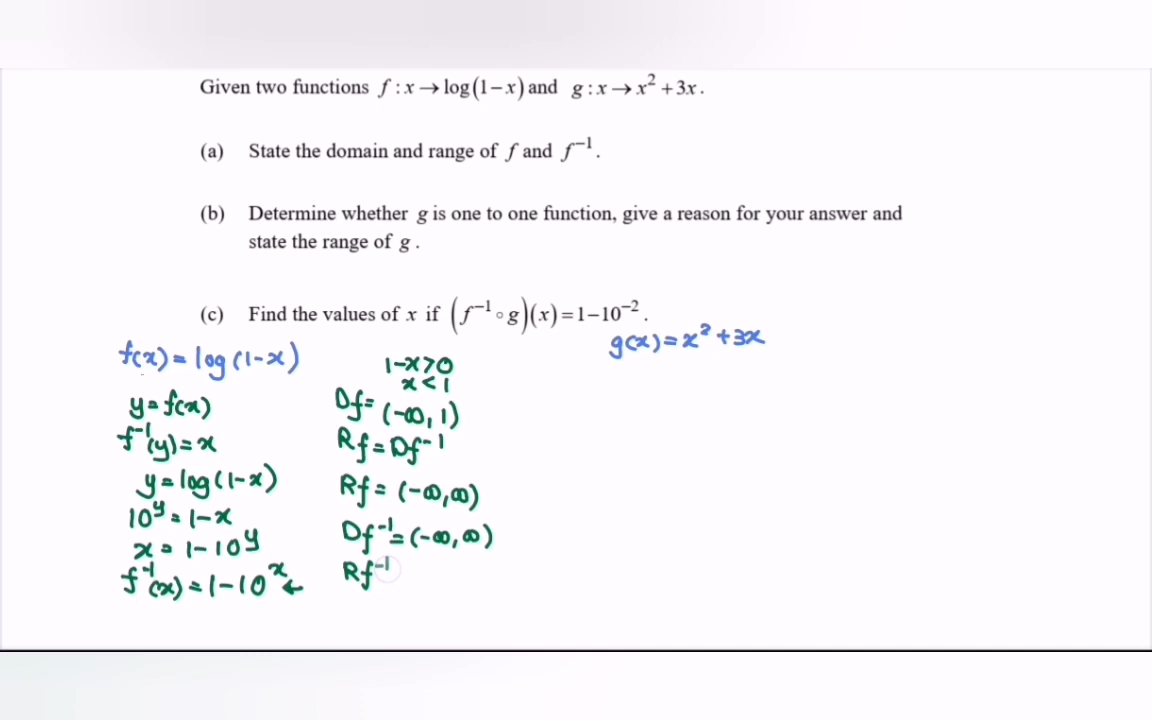 Given two functions f : x → log(1−x) and g : x → x² + 3x.
(a) State the domain and range of f and f⁻¹.
(b) Determine whether g is one to one function, give a reason for your answer and
state the range of g.
(c) Find the values of x if (f⁻¹ ∘ g)(x) = 1−10⁻².
g(x) = x² + 3x
f(x) = log (1-x)
y = f(x)
f⁻¹(y) = x
y = log (1-x)
10ʸ = 1-x
x = 1-10ʸ
f⁻¹(x) = 1-10ˣ ←
1-x>0
x < 1
Df = (-∞, 1)
Rf = Df⁻¹
Rf = (-∞, ∞)
Df⁻¹ = (-∞, ∞)
Rf⁻¹